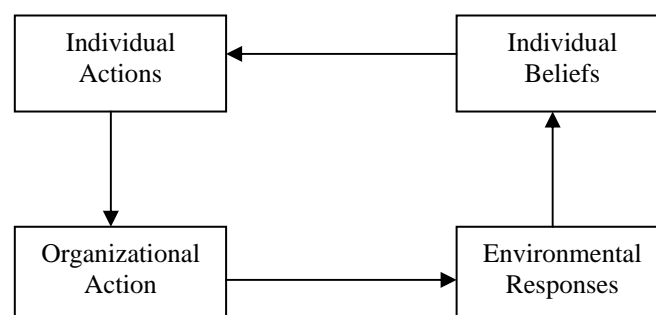 Individual
Actions
Individual
Beliefs
Organizational
Action
Environmental
Responses